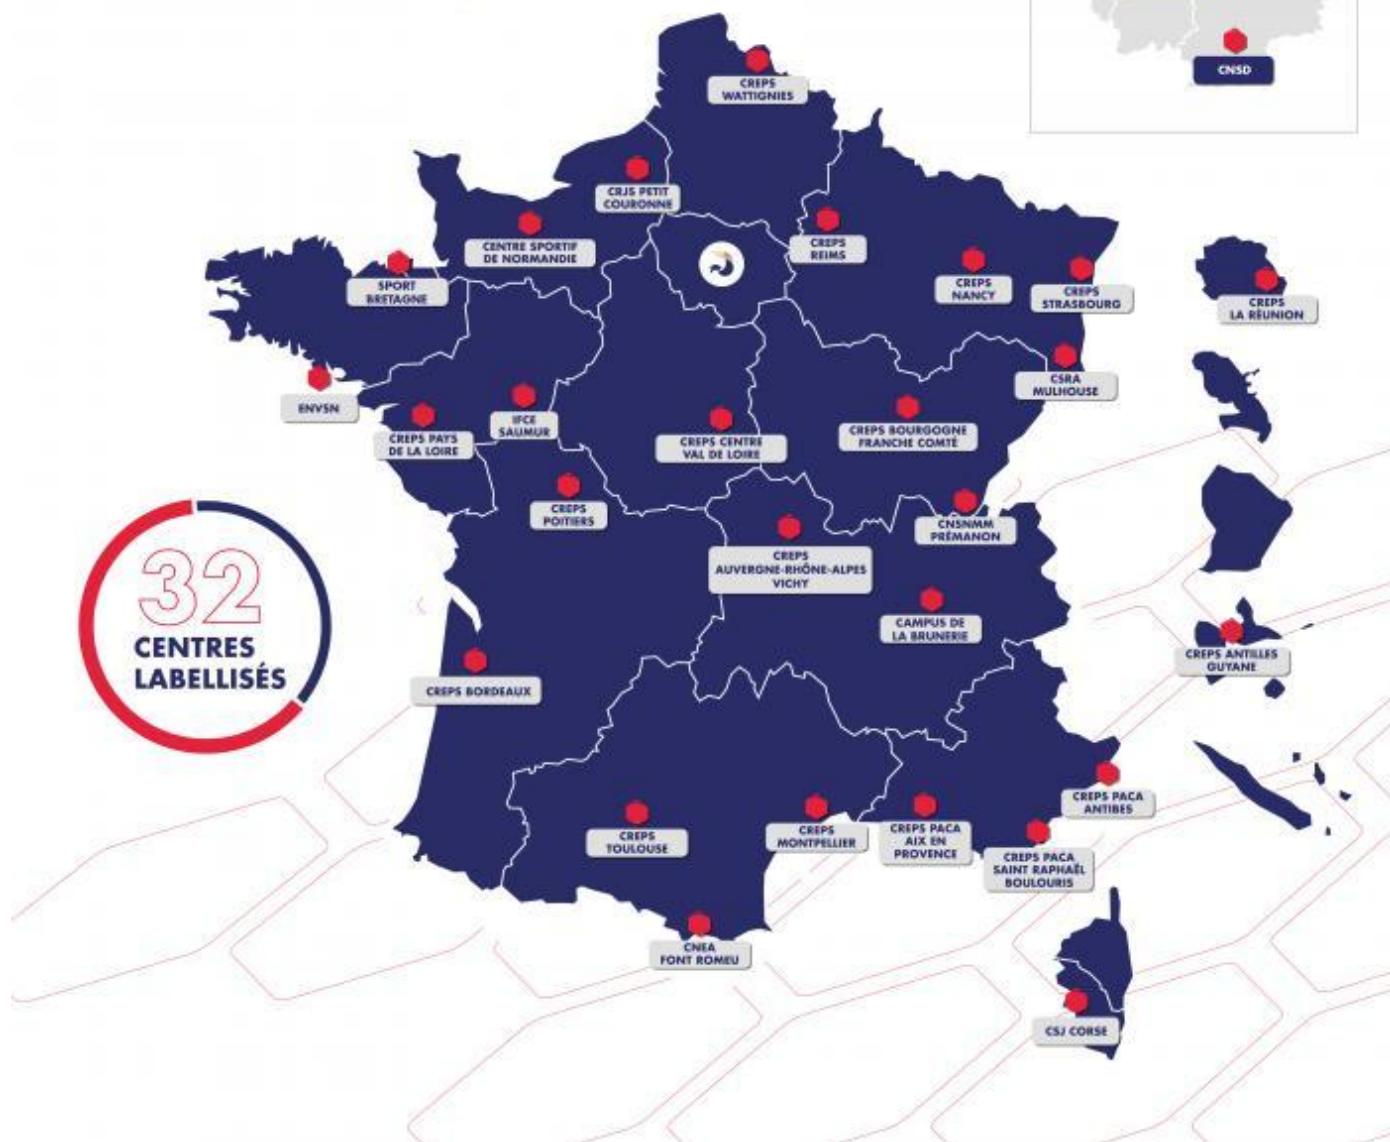 CNSD
CREPS
WATTIGNIES
CRJS PETIT
COURONNE
CENTRE SPORTIF
DE NORMANDIE
CREPS
REIMS
SPORT
BRETAGNE
CREPS
NANCY
CREPS
STRASBOURG
CREPS
LA RÉUNION
CSRA
MULHOUSE
ENVSN
IFCE
SAUMUR
CREPS PAYS
DE LA LOIRE
CREPS CENTRE
VAL DE LOIRE
CREPS BOURGOGNE
FRANCHE COMTÉ
CREPS
POITIERS
CNSNMM
PRÉMANON
CREPS
AUVERGNE-RHÔNE-ALPES
VICHY
32
CENTRES
LABELLISÉS
CAMPUS DE
LA BRUNERIE
CREPS ANTILLES
GUYANE
CREPS BORDEAUX
CREPS PACA
ANTIBES
CREPS
TOULOUSE
CREPS
MONTPELLIER
CREPS PACA
AIX EN
PROVENCE
CREPS PACA
SAINT RAPHAËL
BOULOURIS
CNEA
FONT ROMEU
CSJ CORSE